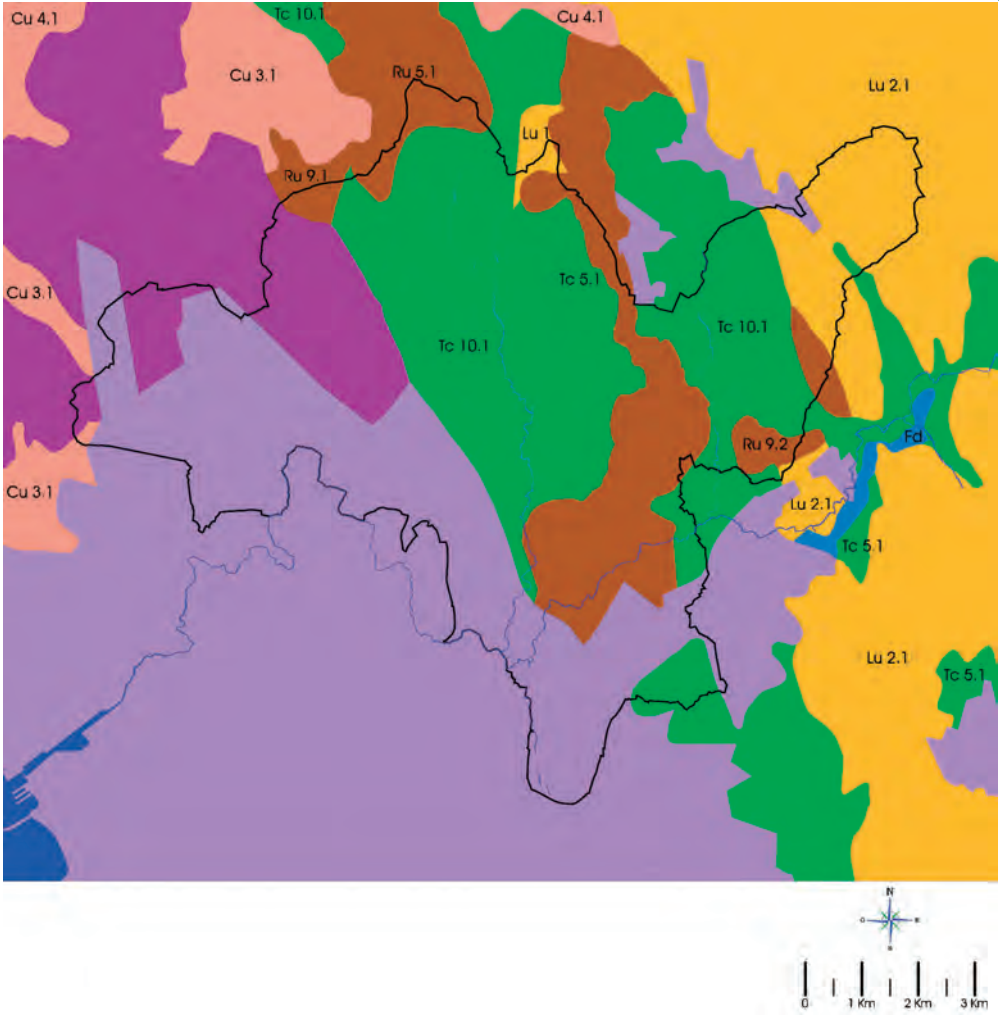 Cu 4.1
Tc 10.1
Cu 4.1
Cu 3.1
Ru 5.1
Lu 2.1
Lu 1
Ru 9.1
Cu 3.1
Tc 5.1
Tc 10.1
Tc 10.1
Ru 9.2
Fd
Cu 3.1
Lu 2.1
Tc 5.1
Lu 2.1
Tc 5.1
N
0 1 Km 2 Km 3 Km